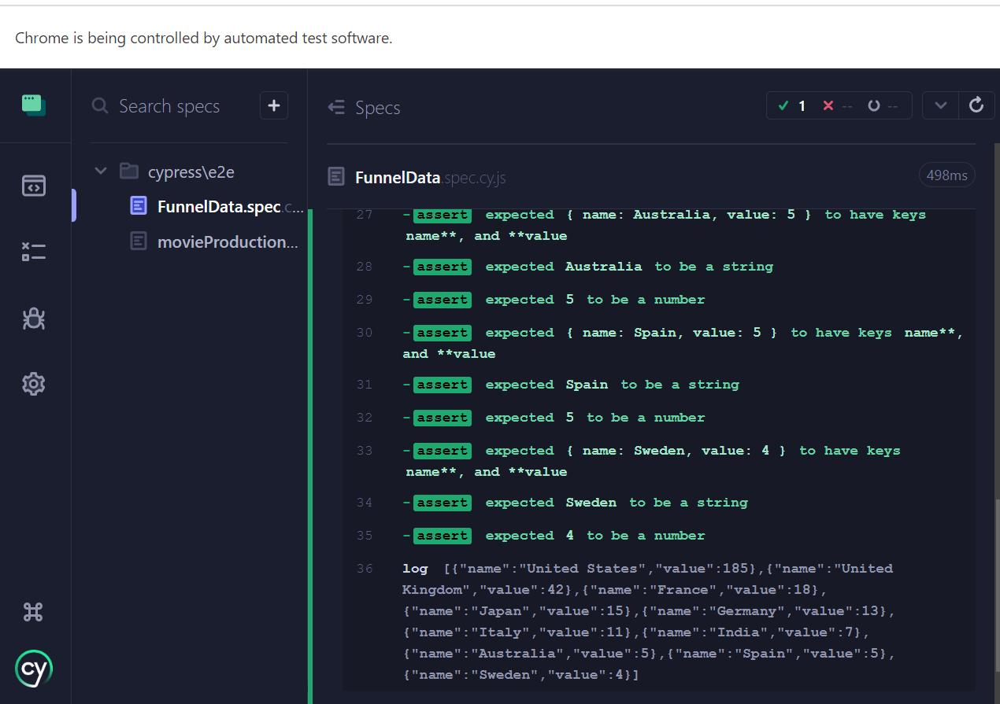 Chrome is being controlled by automated test software.
Search specs
+
Specs
1
--
--
cypress\e2e
FunnelData.spec.c...
movieProduction...
FunnelData.spec.cy.js
498ms
27 -assert expected { name: Australia, value: 5 } to have keys
name**, and **value
28 -assert expected Australia to be a string
29 -assert expected 5 to be a number
30 -assert expected { name: Spain, value: 5 } to have keys name**,
and **value
31 -assert expected Spain to be a string
32 -assert expected 5 to be a number
33 -assert expected { name: Sweden, value: 4 } to have keys
name**, and **value
34 -assert expected Sweden to be a string
35 -assert expected 4 to be a number
36 log [{"name":"United States","value":185},{"name":"United
Kingdom","value":42},{"name":"France","value":18},
{"name":"Japan","value":15},{"name":"Germany","value":13},
{"name":"Italy","value":11},{"name":"India","value":7},
{"name":"Australia","value":5},{"name":"Spain","value":5},
{"name":"Sweden","value":4}]
cy